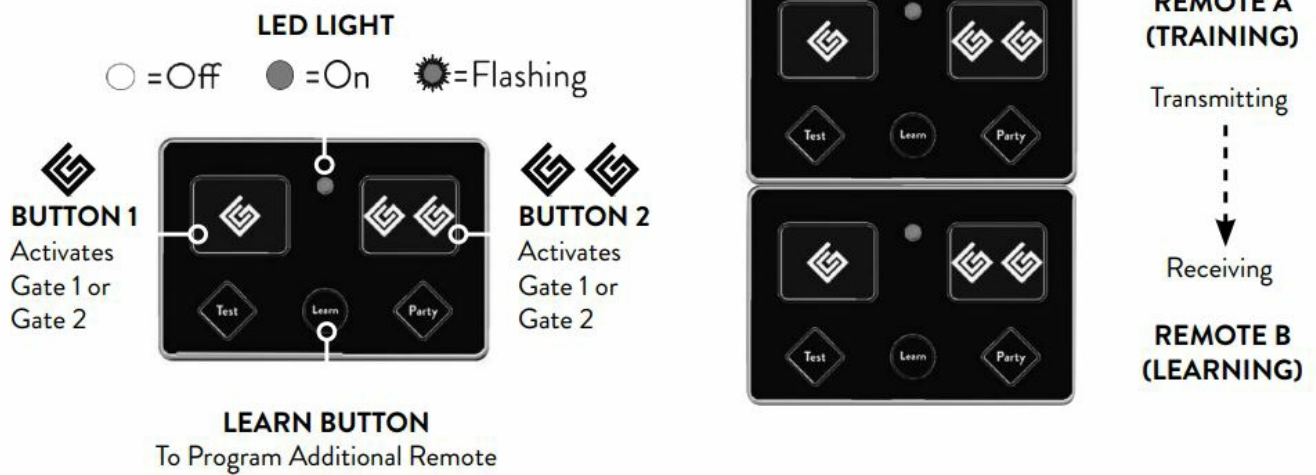 LED LIGHT
=Off =On =Flashing
BUTTON 1
Activates
Gate 1 or
Gate 2
Test Learn Party
BUTTON 2
Activates
Gate 1 or
Gate 2
LEARN BUTTON
To Program Additional Remote
REMOTE A
(TRAINING)
Test Learn Party
Transmitting
Receiving
Test Learn Party
REMOTE B
(LEARNING)